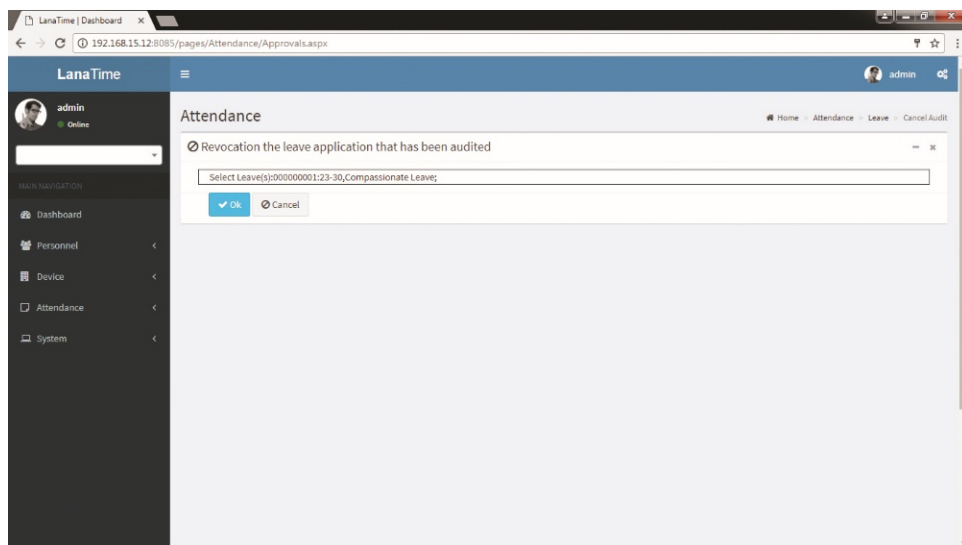 LanaTime | Dashboard
192.168.15.12:8085/pages/Attendance/Approvals.aspx
LanaTime
admin
admin
Online
Attendance
Home > Attendance > Leave > Cancel Audit
Revocation the leave application that has been audited
Select Leave(s):000000001:23-30,Compassionate Leave;
Ok
Cancel
MAIN NAVIGATION
Dashboard
Personnel
Device
Attendance
System